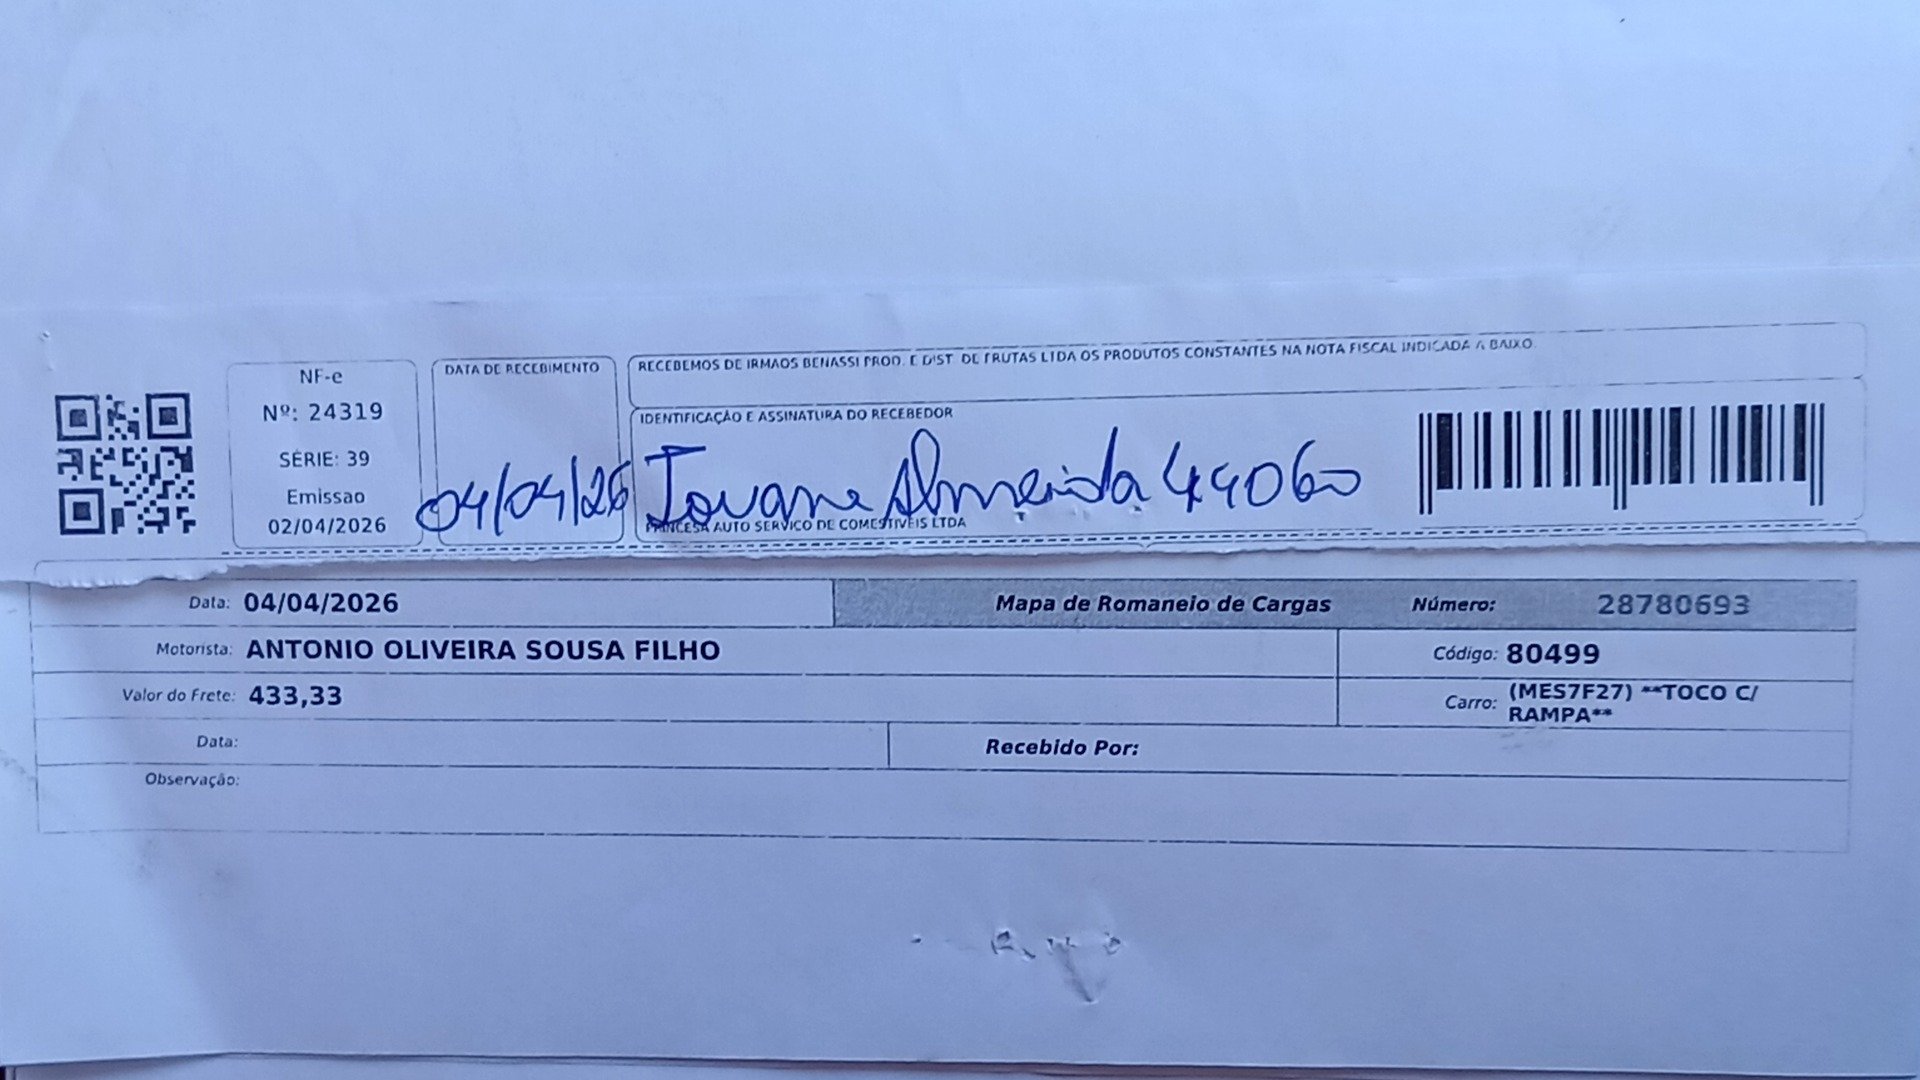 NF-e
Nº: 24319
SÉRIE: 39
Emissao
02/04/2026
DATA DE RECEBIMENTO
04/04/26
RECEBEMOS DE IRMAOS BENASSI PROD. E DIST. DE FRUTAS LTDA OS PRODUTOS CONSTANTES NA NOTA FISCAL INDICADA A BAIXO.
IDENTIFICAÇÃO E ASSINATURA DO RECEBEDOR
Iovane Almeida 44060
PRINCESA AUTO SERVICO DE COMESTIVEIS LTDA
Data: 04/04/2026 Mapa de Romaneio de Cargas Número: 28780693
Motorista: ANTONIO OLIVEIRA SOUSA FILHO Código: 80499
Valor do Frete: 433,33 Carro: (MES7F27) **TOCO C/
RAMPA**
Data: Recebido Por:
Observação: